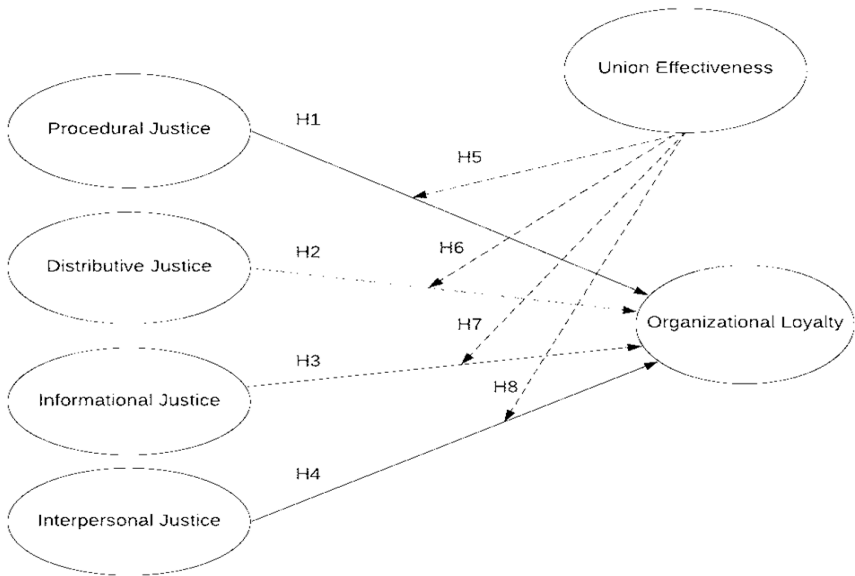 Union Effectiveness
Procedural Justice
H1
H5
H6
Distributive Justice
H2
H7
Organizational Loyalty
H3
Informational Justice
H8
H4
Interpersonal Justice